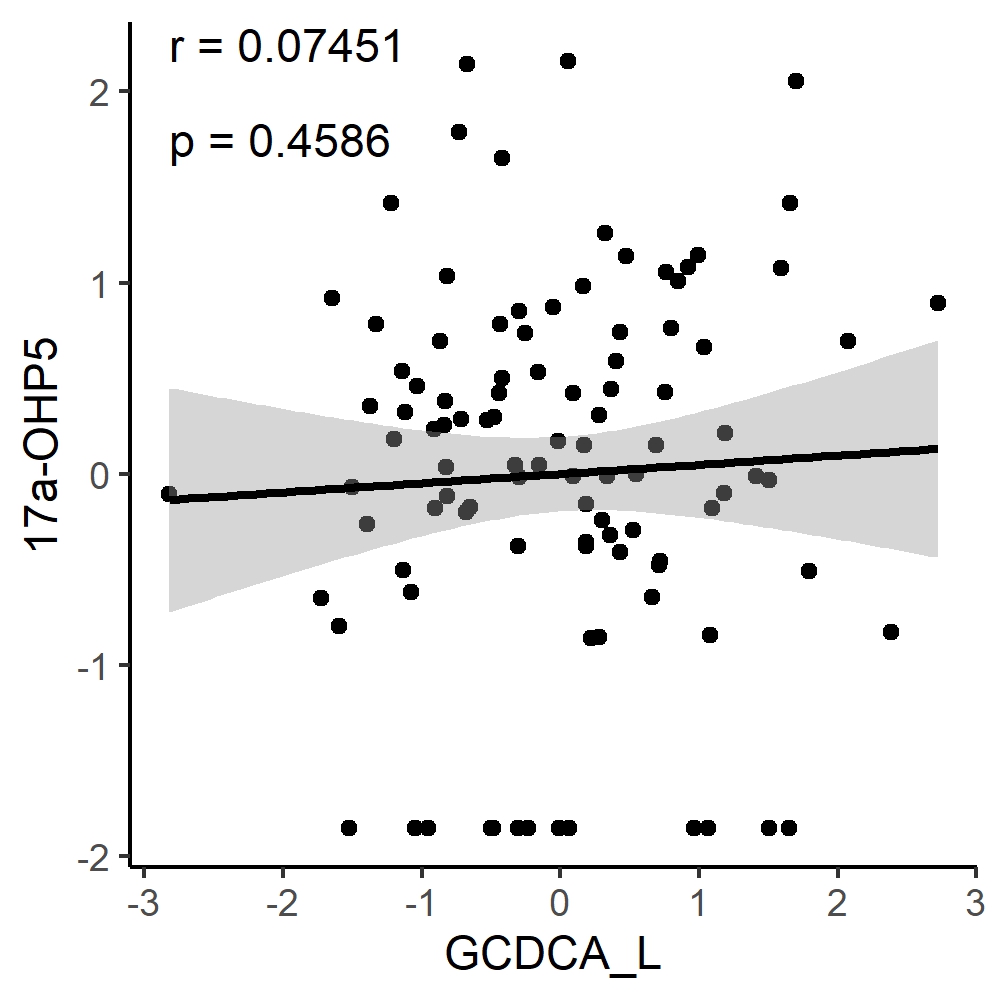 r = 0.07451
p = 0.4586
17a-OHP5
2
1
0
-1
-2
-3 -2 -1 0 1 2 3
GCDCA_L